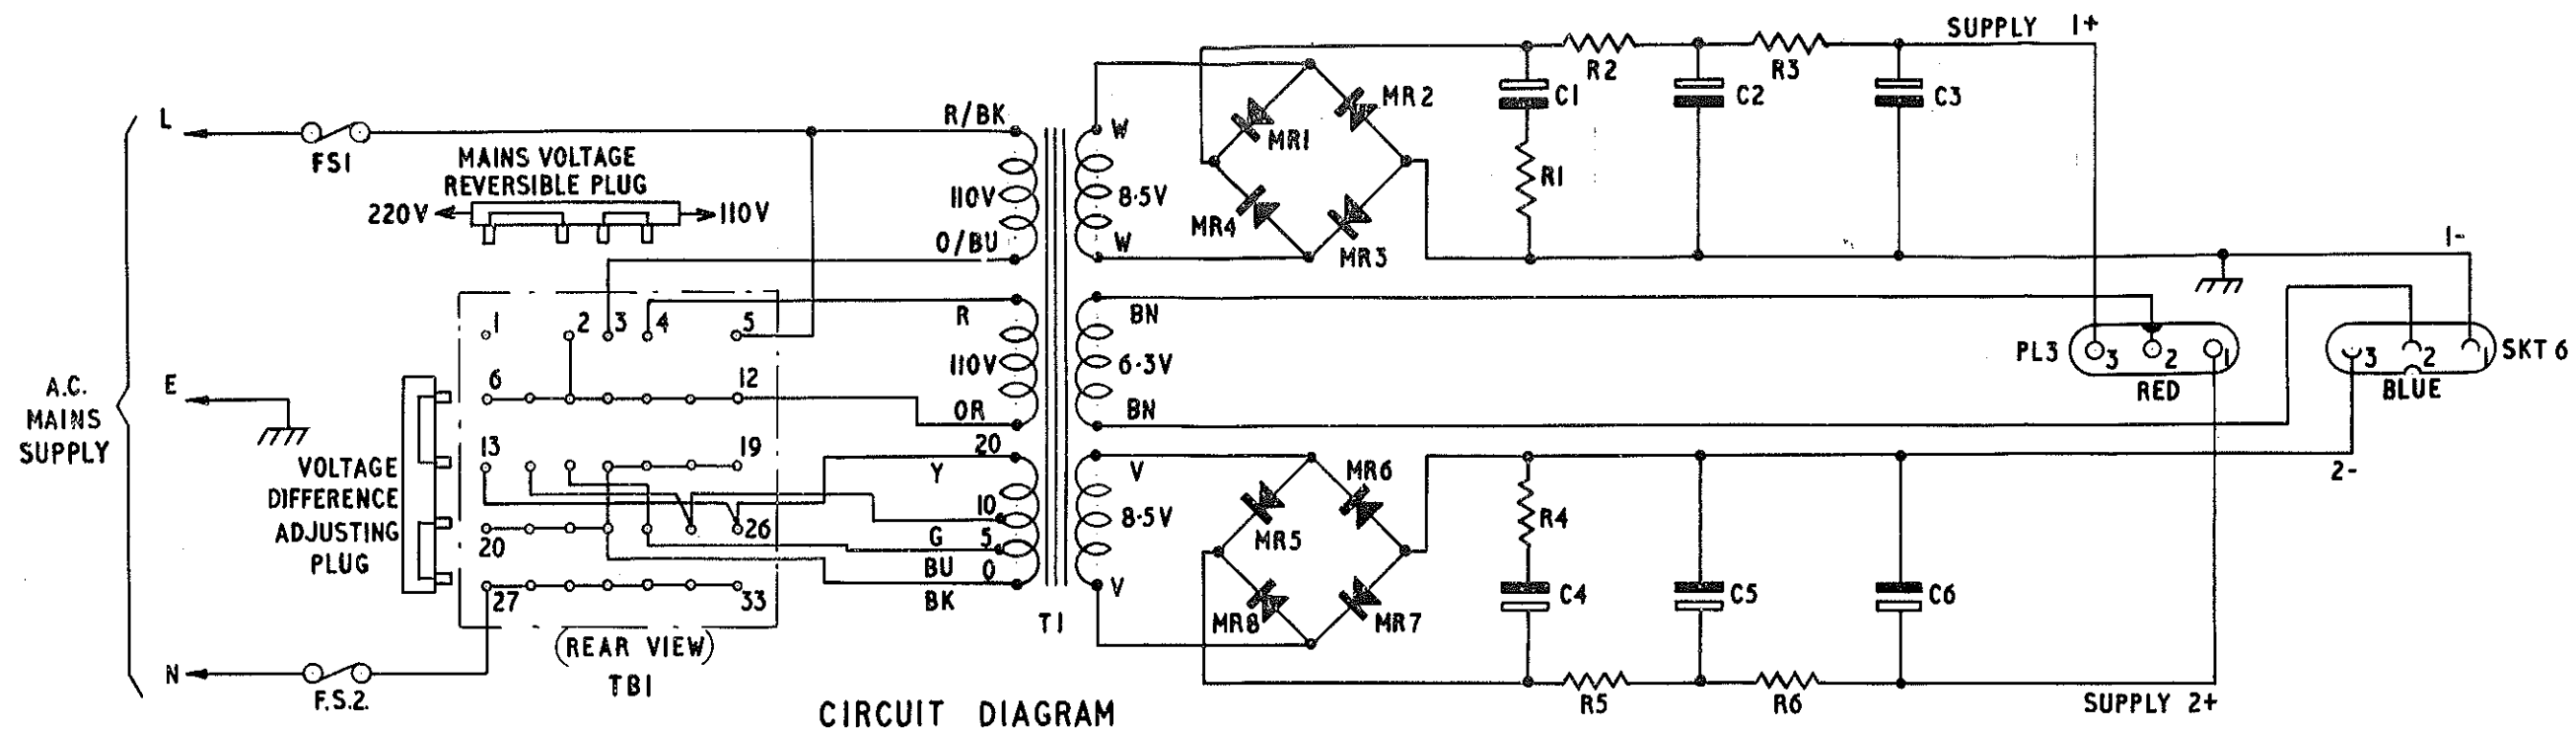 SUPPLY 1+
R2
R3
MR2
C1
C2
C3
L
R/BK
W
FS1
MAINS VOLTAGE
REVERSIBLE PLUG
MR1
R1
220V
110V
110V
8·5V
MR4
O/BU
W
MR3
1-
1
2
3
4
5
R
BN
PL3
3
2
1
3
2
1
SKT 6
110V
6·3V
A.C.
MAINS
SUPPLY
E
6
12
RED
BLUE
OR
BN
13
19
20
VOLTAGE
DIFFERENCE
ADJUSTING
PLUG
Y
V
MR6
2-
10
8·5V
R4
20
26
G
5
MR5
BU
0
27
33
BK
V
C4
C5
C6
T1
MR8
MR7
(REAR VIEW)
TB1
N
F.S.2.
R5
R6
SUPPLY 2+
CIRCUIT DIAGRAM